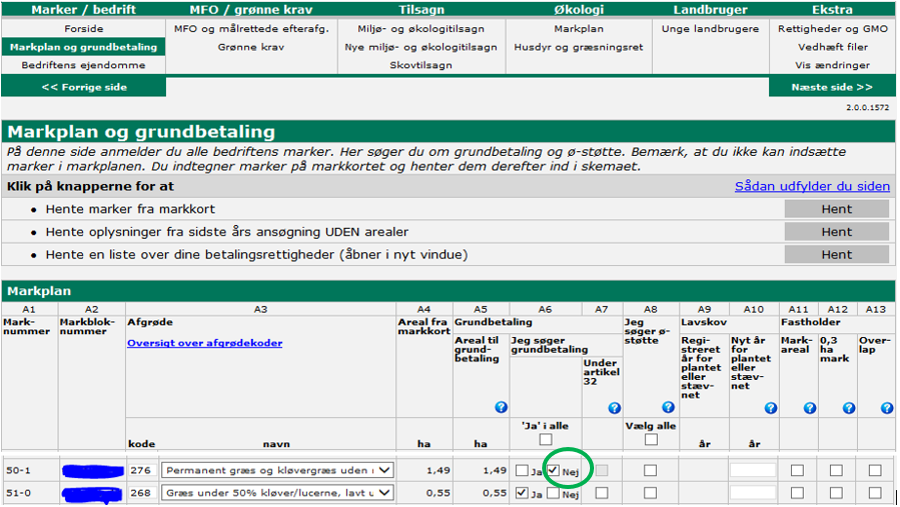 Marker / bedrift MFO / grønne krav Tilsagn Økologi Landbruger Ekstra
Forside MFO og målrettede efterafg. Miljø- og økologitilsagn Markplan Unge landbrugere Rettigheder og GMO
Markplan og grundbetaling Grønne krav Nye miljø- og økologitilsagn Husdyr og græsningsret Vedhæft filer
Bedriftens ejendomme Skovtilsagn Vis ændringer
<< Forrige side Næste side >>
2.0.0.1572
Markplan og grundbetaling
På denne side anmelder du alle bedriftens marker. Her søger du om grundbetaling og ø-støtte. Bemærk, at du ikke kan indsætte
marker i markplanen. Du indtegner marker på markkortet og henter dem derefter ind i skemaet.
Klik på knapperne for at Sådan udfylder du siden
• Hente marker fra markkort Hent
• Hente oplysninger fra sidste års ansøgning UDEN arealer Hent
• Hente en liste over dine betalingsrettigheder (åbner i nyt vindue) Hent
Markplan
A1 A2 A3 A4 A5 A6 A7 A8 A9 A10 A11 A12 A13
Mark-
nummer
Markblok-
nummer
Afgrøde
Oversigt over afgrødekoder
kode navn
Areal fra
markkort
ha
Grundbetaling
Areal til
grund-
betaling
ha
Jeg søger
grundbetaling
'Ja' i alle
Under
artikel
32
Jeg
søger ø-
støtte
Vælg alle
Lavskov
Regi-
streret
år for
plantet
eller
stæv-
net
år
Nyt år
for
plantet
eller
stæv-
net
år
Fastholder
Mark-
areal
0,3
ha
mark
Over-
lap
50-1 276 Permanent græs og kløvergræs uden 1,49 1,49 Ja Nej
51-0 268 Græs under 50% kløver/lucerne, lavt u 0,55 0,55 Ja Nej